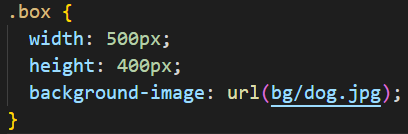 .box {
  width: 500px;
  height: 400px;
  background-image: url(bg/dog.jpg);
}